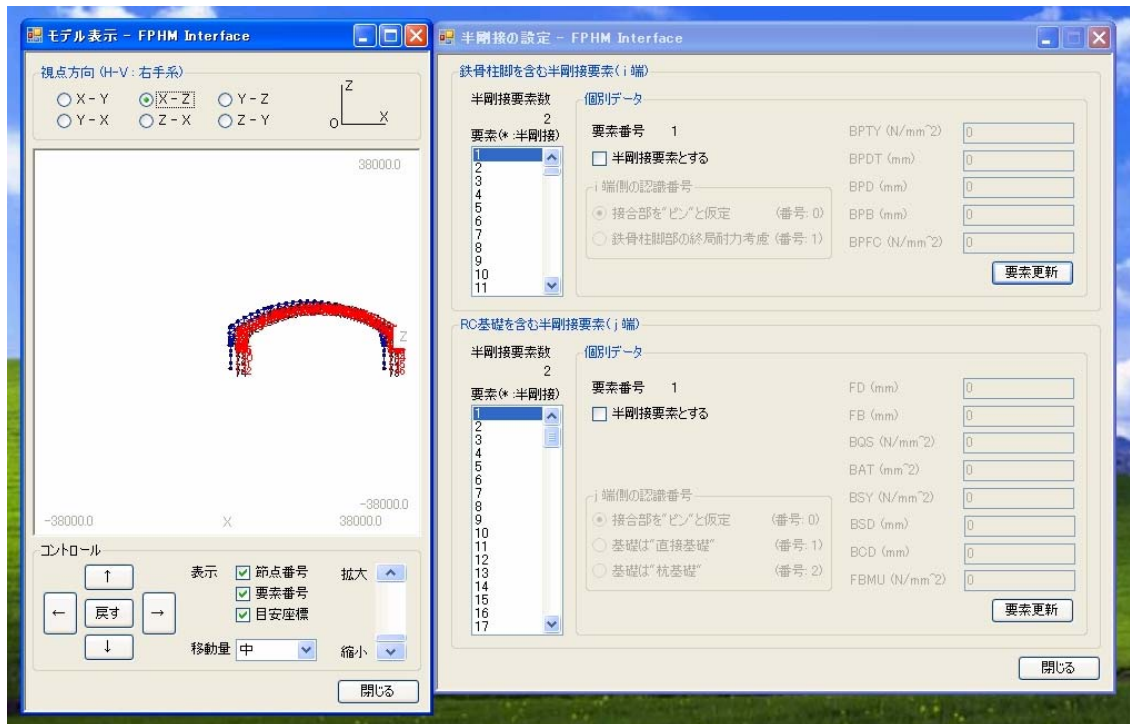 モデル表示 - FPHM Interface
視点方向 (H-V : 右手系)
X - Y
X - Z
Y - Z
Y - X
Z - X
Z - Y
Z
O
X
38000.0
Z
-38000.0
-38000.0
X
38000.0
コントロール
↑
←
戻す
→
↓
表示
節点番号
要素番号
目安座標
移動量
中
拡大
縮小
閉じる
半剛接の設定 - FPHM Interface
鉄骨柱脚を含む半剛接要素(i 端)
半剛接要素数
2
要素(* :半剛接)
1
2
3
4
5
6
7
8
9
10
11
個別データ
要素番号 1
半剛接要素とする
i 端側の認識番号
接合部を"ピン"と仮定 (番号: 0)
鉄骨柱脚部の終局耐力考慮 (番号: 1)
BPTY (N/mm^2) 0
BPDT (mm) 0
BPD (mm) 0
BPB (mm) 0
BPFC (N/mm^2) 0
要素更新
RC基礎を含む半剛接要素(j 端)
半剛接要素数
2
要素(* :半剛接)
1
2
3
4
5
6
7
8
9
10
11
12
13
14
15
16
17
個別データ
要素番号 1
半剛接要素とする
j 端側の認識番号
接合部を"ピン"と仮定 (番号: 0)
基礎は"直接基礎" (番号: 1)
基礎は"杭基礎" (番号: 2)
FD (mm) 0
FB (mm) 0
BQS (N/mm^2) 0
BAT (mm^2) 0
BSY (N/mm^2) 0
BSD (mm) 0
BCD (mm) 0
FBMU (N/mm^2) 0
要素更新
閉じる